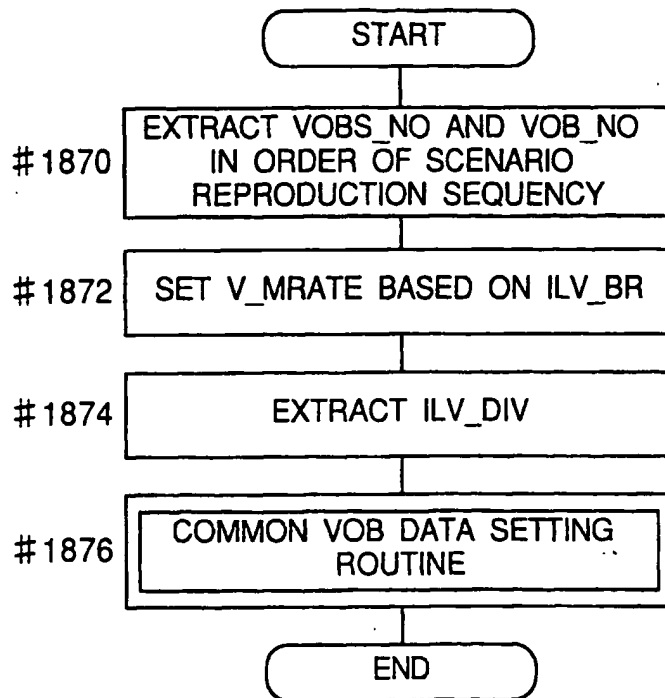 START
#1870
EXTRACT VOBS_NO AND VOB_NO
IN ORDER OF SCENARIO
REPRODUCTION SEQUENCY
#1872
SET V_MRATE BASED ON ILV_BR
#1874
EXTRACT ILV_DIV
#1876
COMMON VOB DATA SETTING
ROUTINE
END